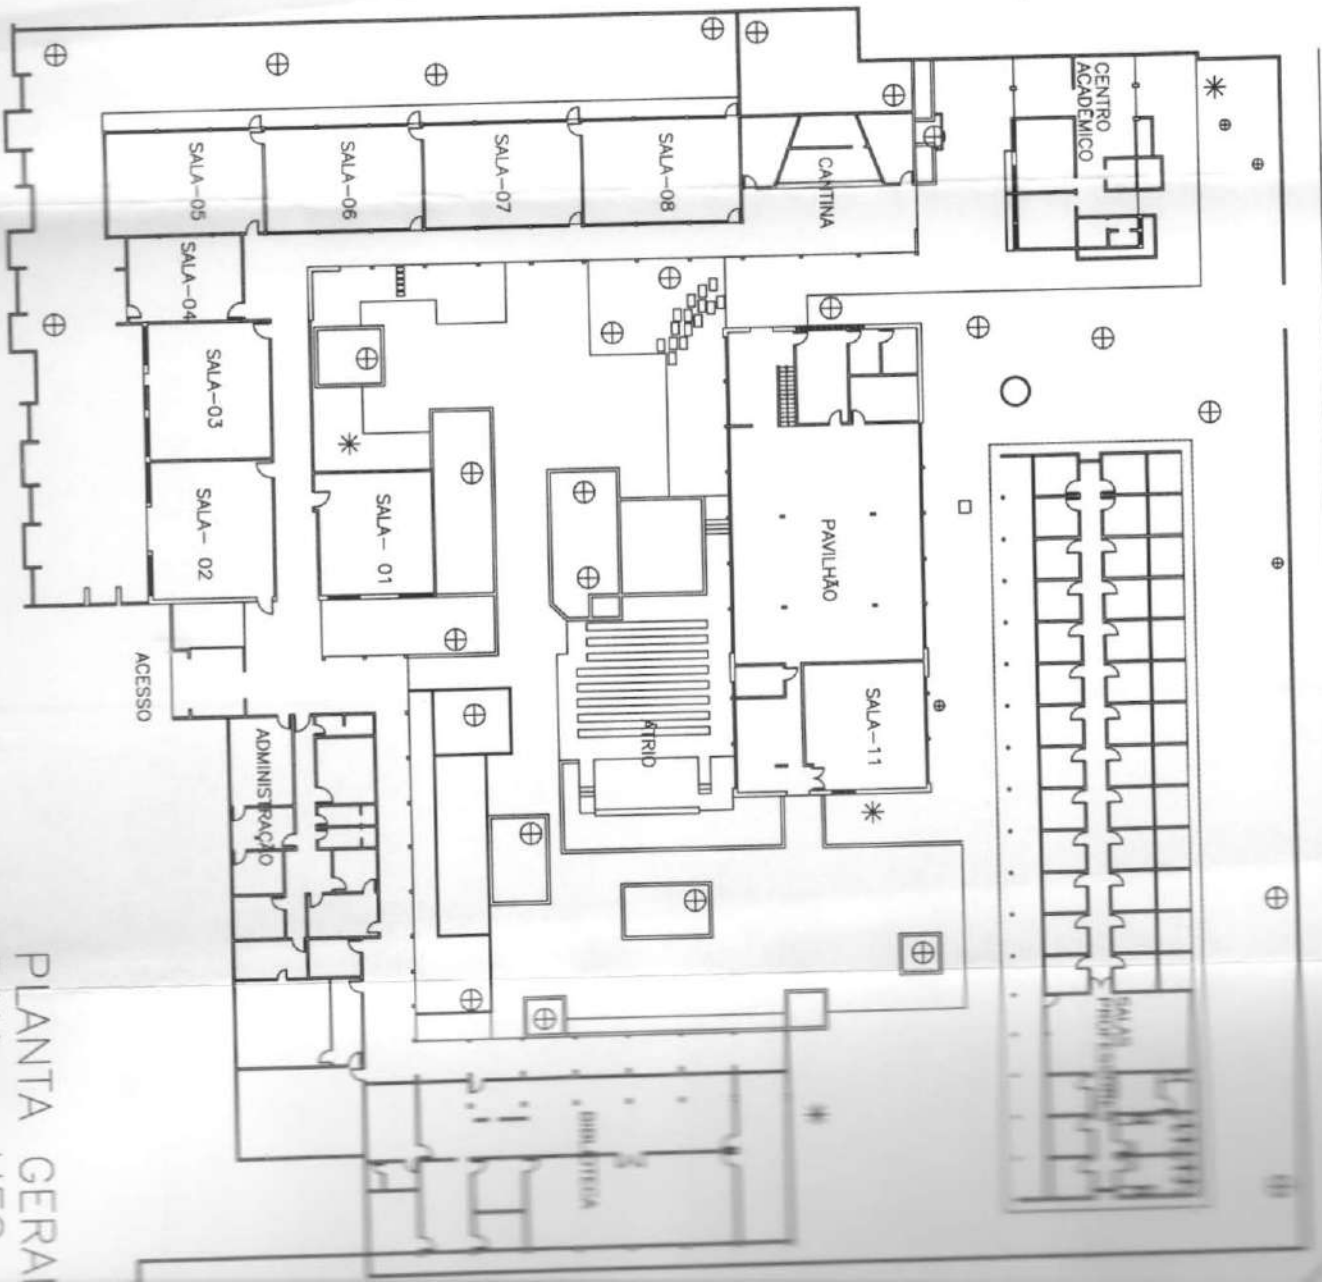 CENTRO
ACADÊMICO
CANTINA
SALA-08
SALA-07
SALA-06
SALA-05
SALA-04
SALA-03
SALA- 02
SALA- 01
PAVILHÃO
SALA-11
ÁTRIO
ACESSO
ADMINISTRAÇÃO
SALAS
BIBLIOTECA
PLANTA GERAL